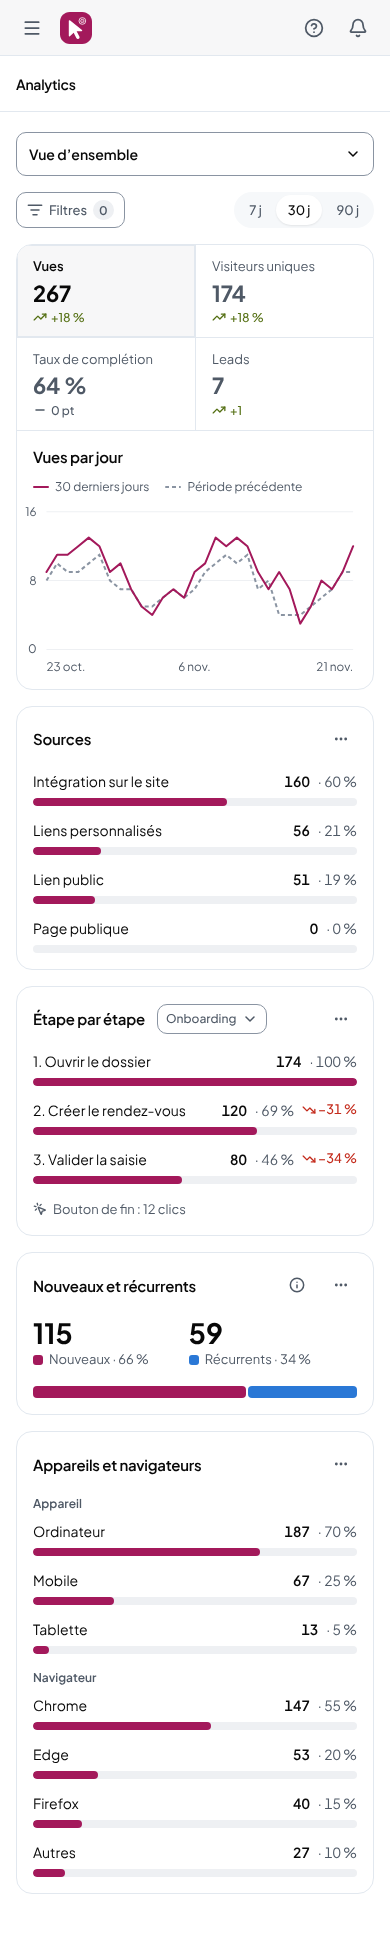 Analytics
Vue d’ensemble
Filtres 0 7 j 30 j 90 j
Vues Visiteurs uniques
267 174
+18 % +18 %
Taux de complétion Leads
64 % 7
0 pt +1
Vues par jour
30 derniers jours Période précédente
16
8
0
23 oct. 6 nov. 21 nov.
Sources
Intégration sur le site 160 · 60 %
Liens personnalisés 56 · 21 %
Lien public 51 · 19 %
Page publique 0 · 0 %
Étape par étape Onboarding
1. Ouvrir le dossier 174 · 100 %
2. Créer le rendez-vous 120 · 69 % −31 %
3. Valider la saisie 80 · 46 % −34 %
Bouton de fin : 12 clics
Nouveaux et récurrents
115 59
Nouveaux · 66 % Récurrents · 34 %
Appareils et navigateurs
Appareil
Ordinateur 187 · 70 %
Mobile 67 · 25 %
Tablette 13 · 5 %
Navigateur
Chrome 147 · 55 %
Edge 53 · 20 %
Firefox 40 · 15 %
Autres 27 · 10 %